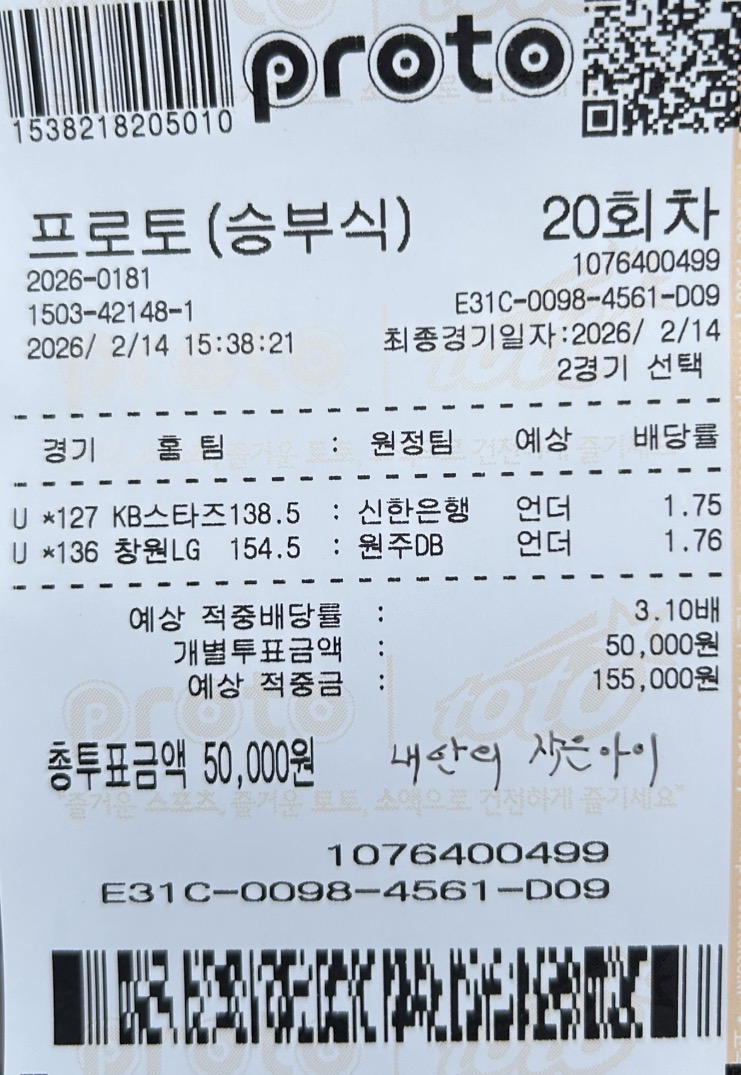 proto
1538218205010
프로토(승부식) 20회차
2026-0181 1076400499
1503-42148-1 E31C-0098-4561-D09
2026/ 2/14 15:38:21 최종경기일자:2026/ 2/14
2경기 선택
경기 홈팀 : 원정팀 예상 배당률
U *127 KB스타즈138.5 : 신한은행 언더 1.75
U *136 창원LG 154.5 : 원주DB 언더 1.76
예상 적중배당률 : 3.10배
개별투표금액 : 50,000원
예상 적중금 : 155,000원
총투표금액 50,000원 내안의 작은아이
"즐거운 스포츠, 즐거운 토토, 소액으로 건전하게 즐기세요"
1076400499
E31C-0098-4561-D09